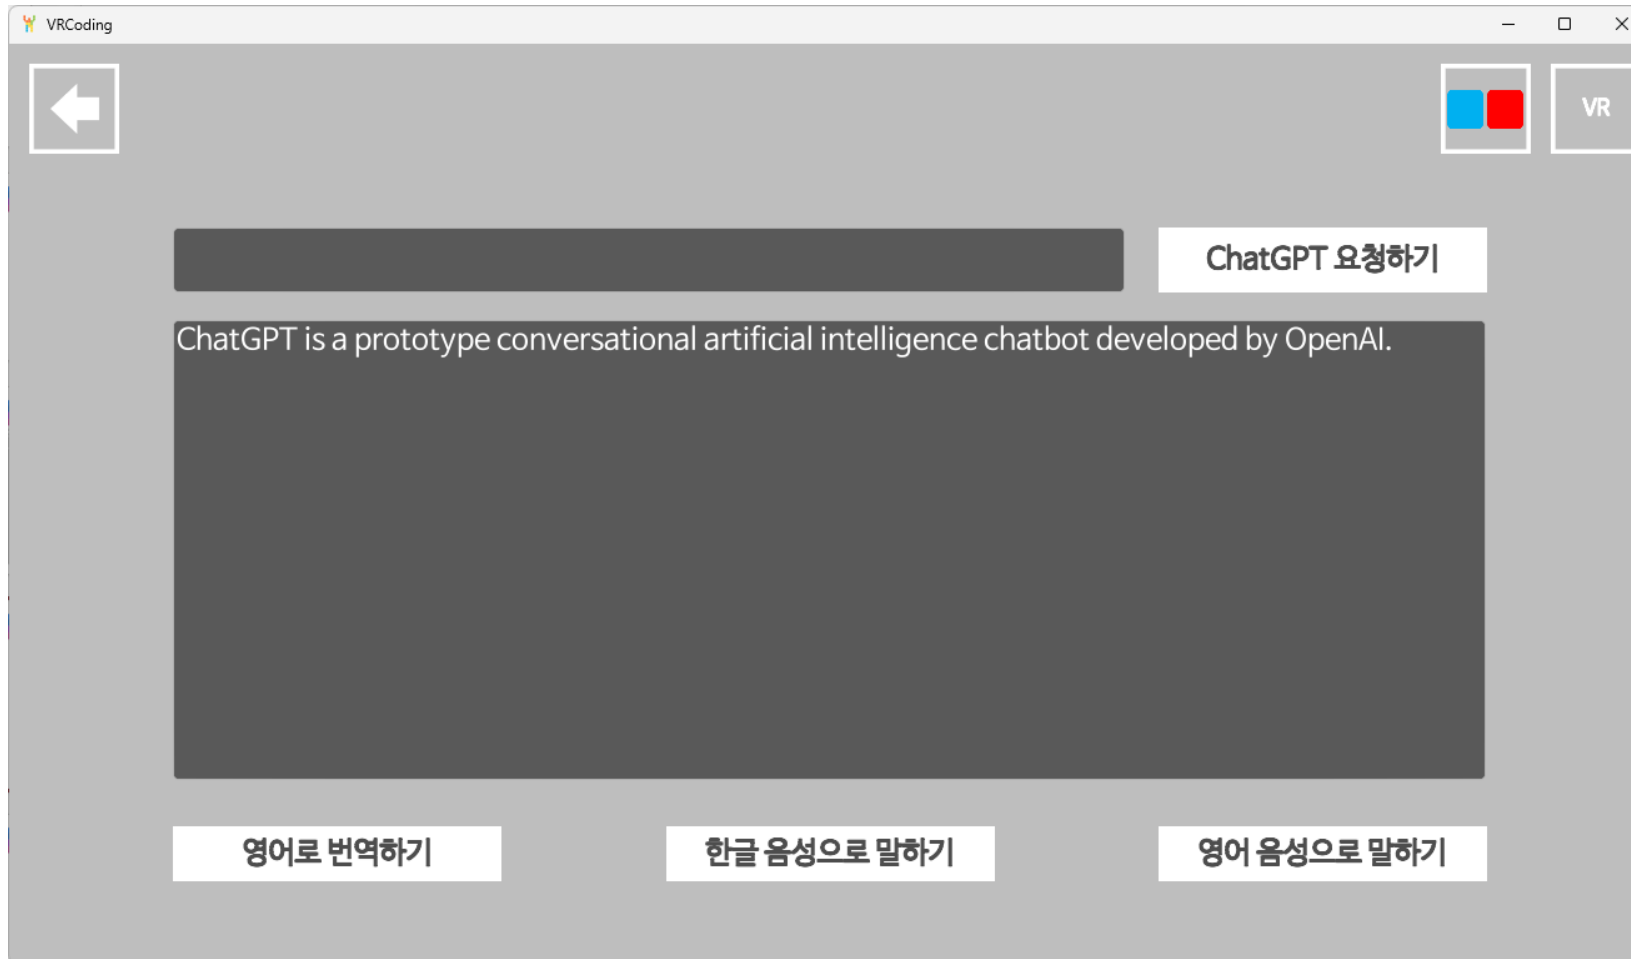 VRCoding
VR
ChatGPT 요청하기
ChatGPT is a prototype conversational artificial intelligence chatbot developed by OpenAI.
영어로 번역하기
한글 음성으로 말하기
영어 음성으로 말하기